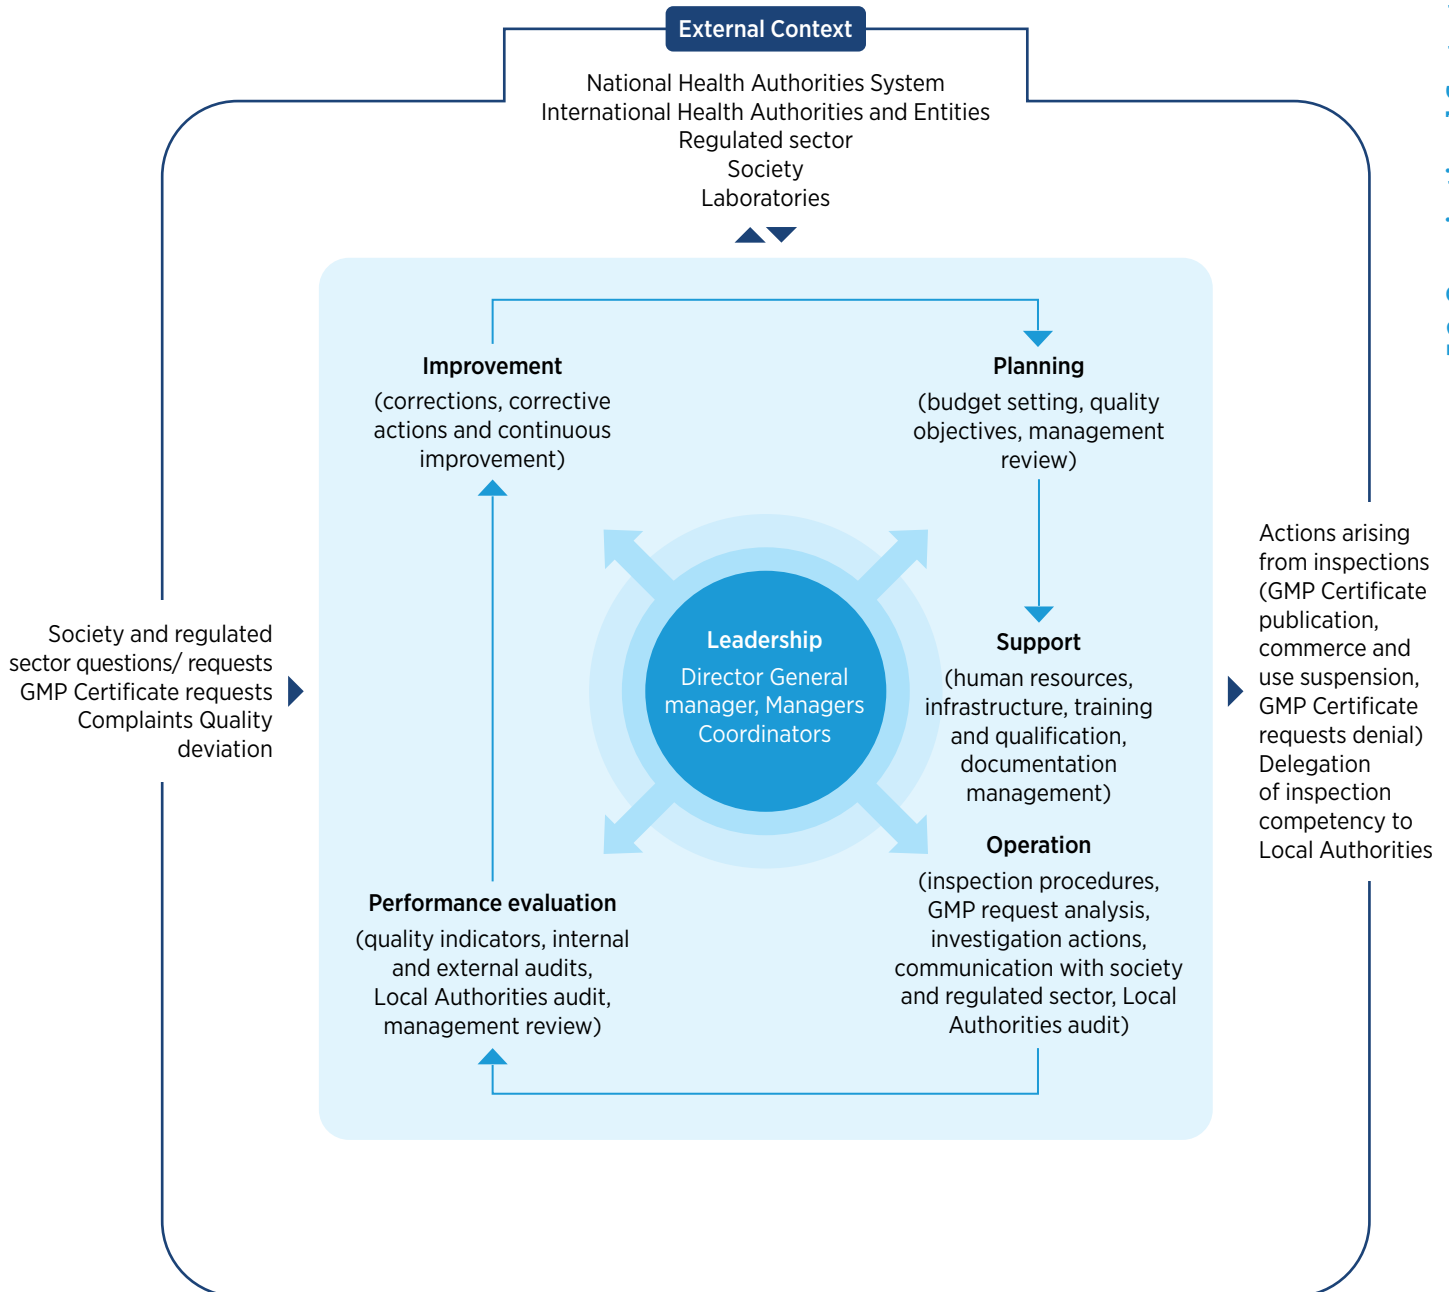 External Context
National Health Authorities System
International Health Authorities and Entities
Regulated sector
Society
Laboratories
Improvement
(corrections, corrective
actions and continuous
improvement)
Planning
(budget setting, quality
objectives, management
review)
Society and regulated
sector questions/ requests
GMP Certificate requests
Complaints Quality
deviation
Leadership
Director General
manager, Managers
Coordinators
Support
(human resources,
infrastructure, training
and qualification,
documentation
management)
Operation
(inspection procedures,
GMP request analysis,
investigation actions,
communication with society
and regulated sector, Local
Authorities audit)
Performance evaluation
(quality indicators, internal
and external audits,
Local Authorities audit,
management review)
Actions arising
from inspections
(GMP Certificate
publication,
commerce and
use suspension,
GMP Certificate
requests denial)
Delegation
of inspection
competency to
Local Authorities